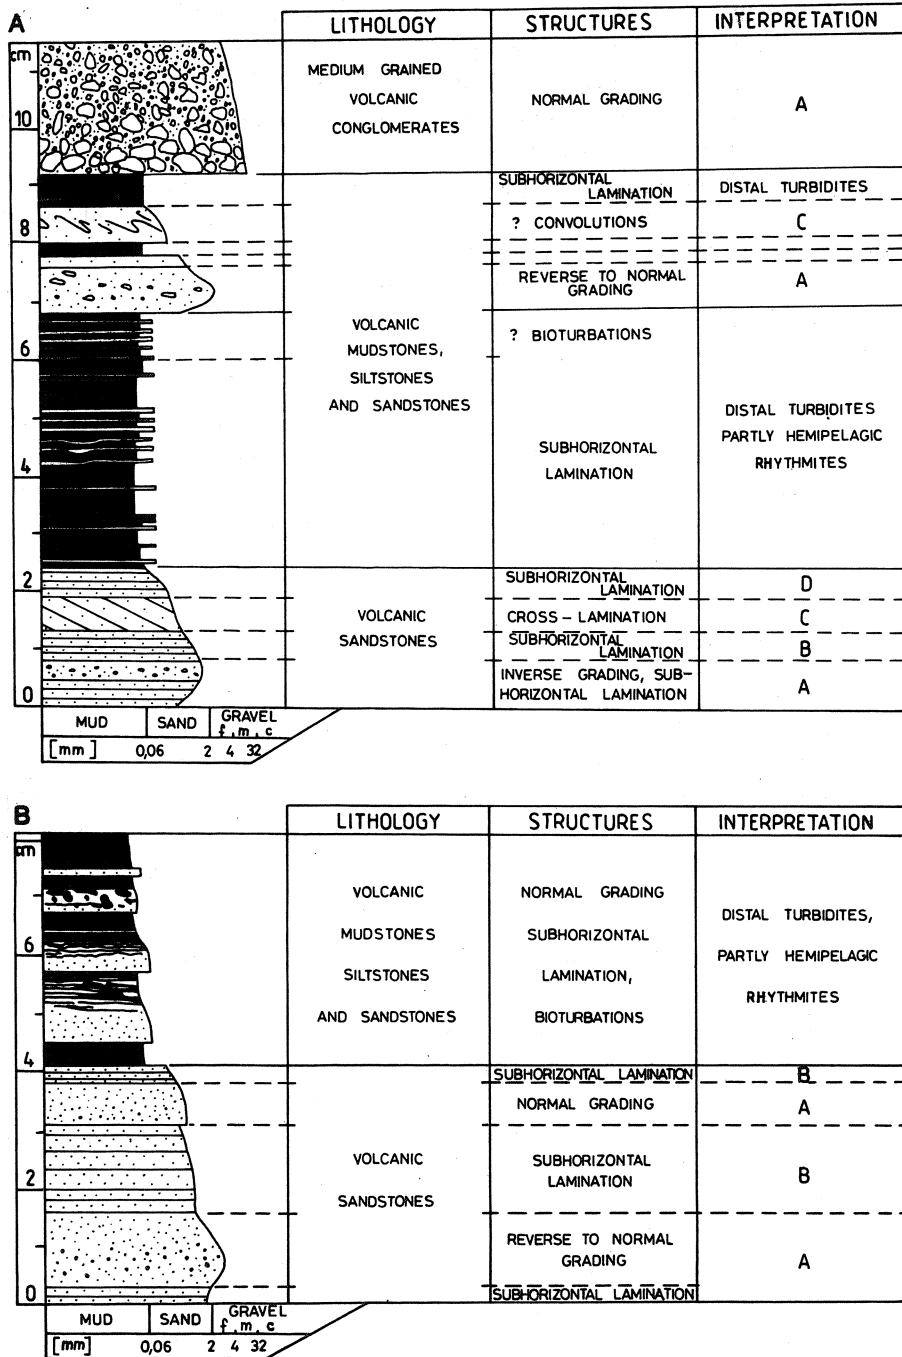 A
LITHOLOGY STRUCTURES INTERPRETATION
cm
MEDIUM GRAINED
VOLCANIC NORMAL GRADING A
10
CONGLOMERATES
SUBHORIZONTAL
LAMINATION DISTAL TURBIDITES
8
? CONVOLUTIONS C
REVERSE TO NORMAL
GRADING A
VOLCANIC ? BIOTURBATIONS
6
MUDSTONES,
SILTSTONES
AND SANDSTONES
DISTAL TURBIDITES
PARTLY HEMIPELAGIC
RHYTHMITES
SUBHORIZONTAL
LAMINATION
4
2
SUBHORIZONTAL
LAMINATION D
VOLCANIC
SANDSTONES
CROSS - LAMINATION C
SUBHORIZONTAL
LAMINATION B
INVERSE GRADING, SUB-
HORIZONTAL LAMINATION A
0
MUD SAND GRAVEL
f, m, c
[mm] 0,06 2 4 32
B
LITHOLOGY STRUCTURES INTERPRETATION
cm
VOLCANIC
MUDSTONES
SILTSTONES
AND SANDSTONES
NORMAL GRADING
SUBHORIZONTAL
LAMINATION,
BIOTURBATIONS
DISTAL TURBIDITES,
PARTLY HEMIPELAGIC
RHYTHMITES
6
4
SUBHORIZONTAL LAMINATION B
NORMAL GRADING A
VOLCANIC
SANDSTONES
SUBHORIZONTAL
LAMINATION B
2
REVERSE TO NORMAL
GRADING A
SUBHORIZONTAL LAMINATION
0
MUD SAND GRAVEL
f, m, c
[mm] 0,06 2 4 32